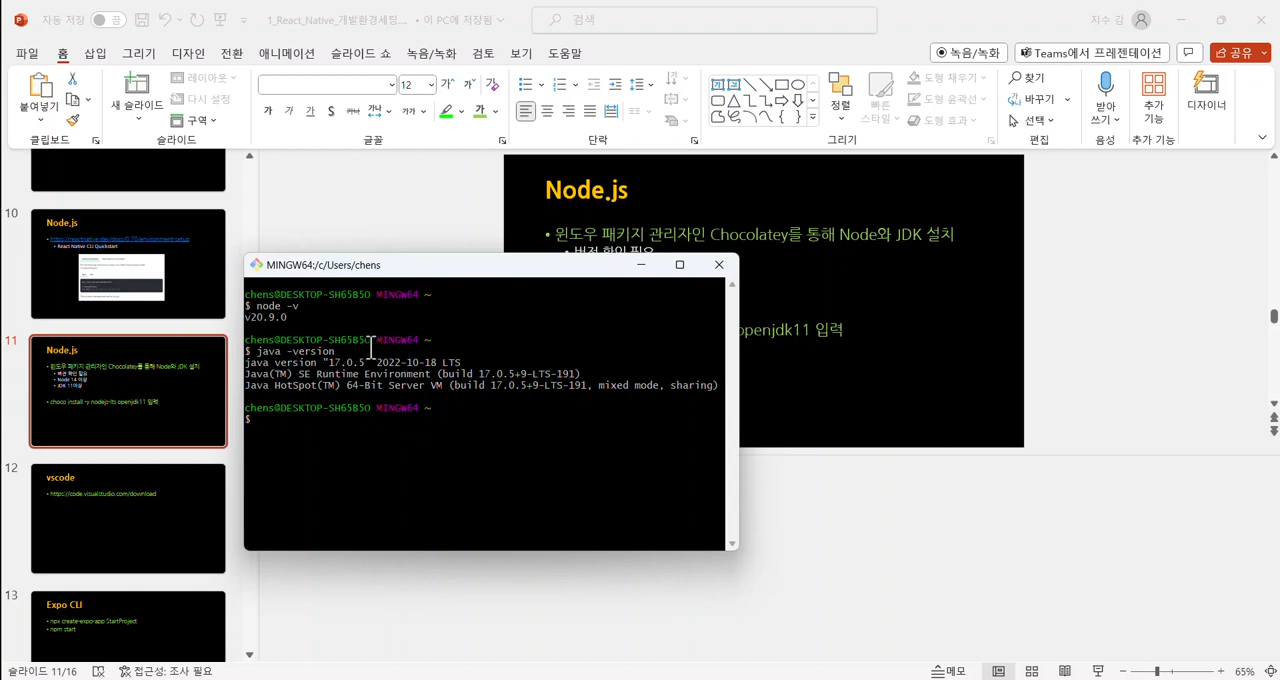 자동 저장 끔
1_React_Native_개발환경세팅.... • 이 PC에 저장됨
검색
지수 김
파일 홈 삽입 그리기 디자인 전환 애니메이션 슬라이드 쇼 녹음/녹화 검토 보기 도움말
녹음/녹화 Teams에서 프레젠테이션 공유
붙여넣기
클립보드
새 슬라이드
레이아웃
다시 설정
구역
슬라이드
12
글꼴
단락
정렬
빠른
스타일
도형 채우기
도형 윤곽선
도형 효과
그리기
찾기
바꾸기
선택
편집
받아
쓰기
음성
추가
기능
추가 기능
디자이너
10
Node.js
• React Native CLI Quickstart
11
Node.js
• 윈도우 패키지 관리자인 Chocolatey를 통해 Node와 JDK 설치
• 버전 확인 필요
• Node 14 이상
• JDK 11이상
• choco install -y nodejs-lts openjdk11 입력
12
vscode
• https://code.visualstudio.com/download
13
Expo CLI
• npx create-expo-app StartProject
• npm start
Node.js
• 윈도우 패키지 관리자인 Chocolatey를 통해 Node와 JDK 설치
• 버전 확인 필요
openjdk11 입력
MINGW64:/c/Users/chens
chens@DESKTOP-SH65B5O MINGW64 ~
$ node -v
v20.9.0
chens@DESKTOP-SH65B5O MINGW64 ~
$ java -version
java version "17.0.5" 2022-10-18 LTS
Java(TM) SE Runtime Environment (build 17.0.5+9-LTS-191)
Java HotSpot(TM) 64-Bit Server VM (build 17.0.5+9-LTS-191, mixed mode, sharing)
chens@DESKTOP-SH65B5O MINGW64 ~
$
슬라이드 11/16
접근성: 조사 필요
메모
65%